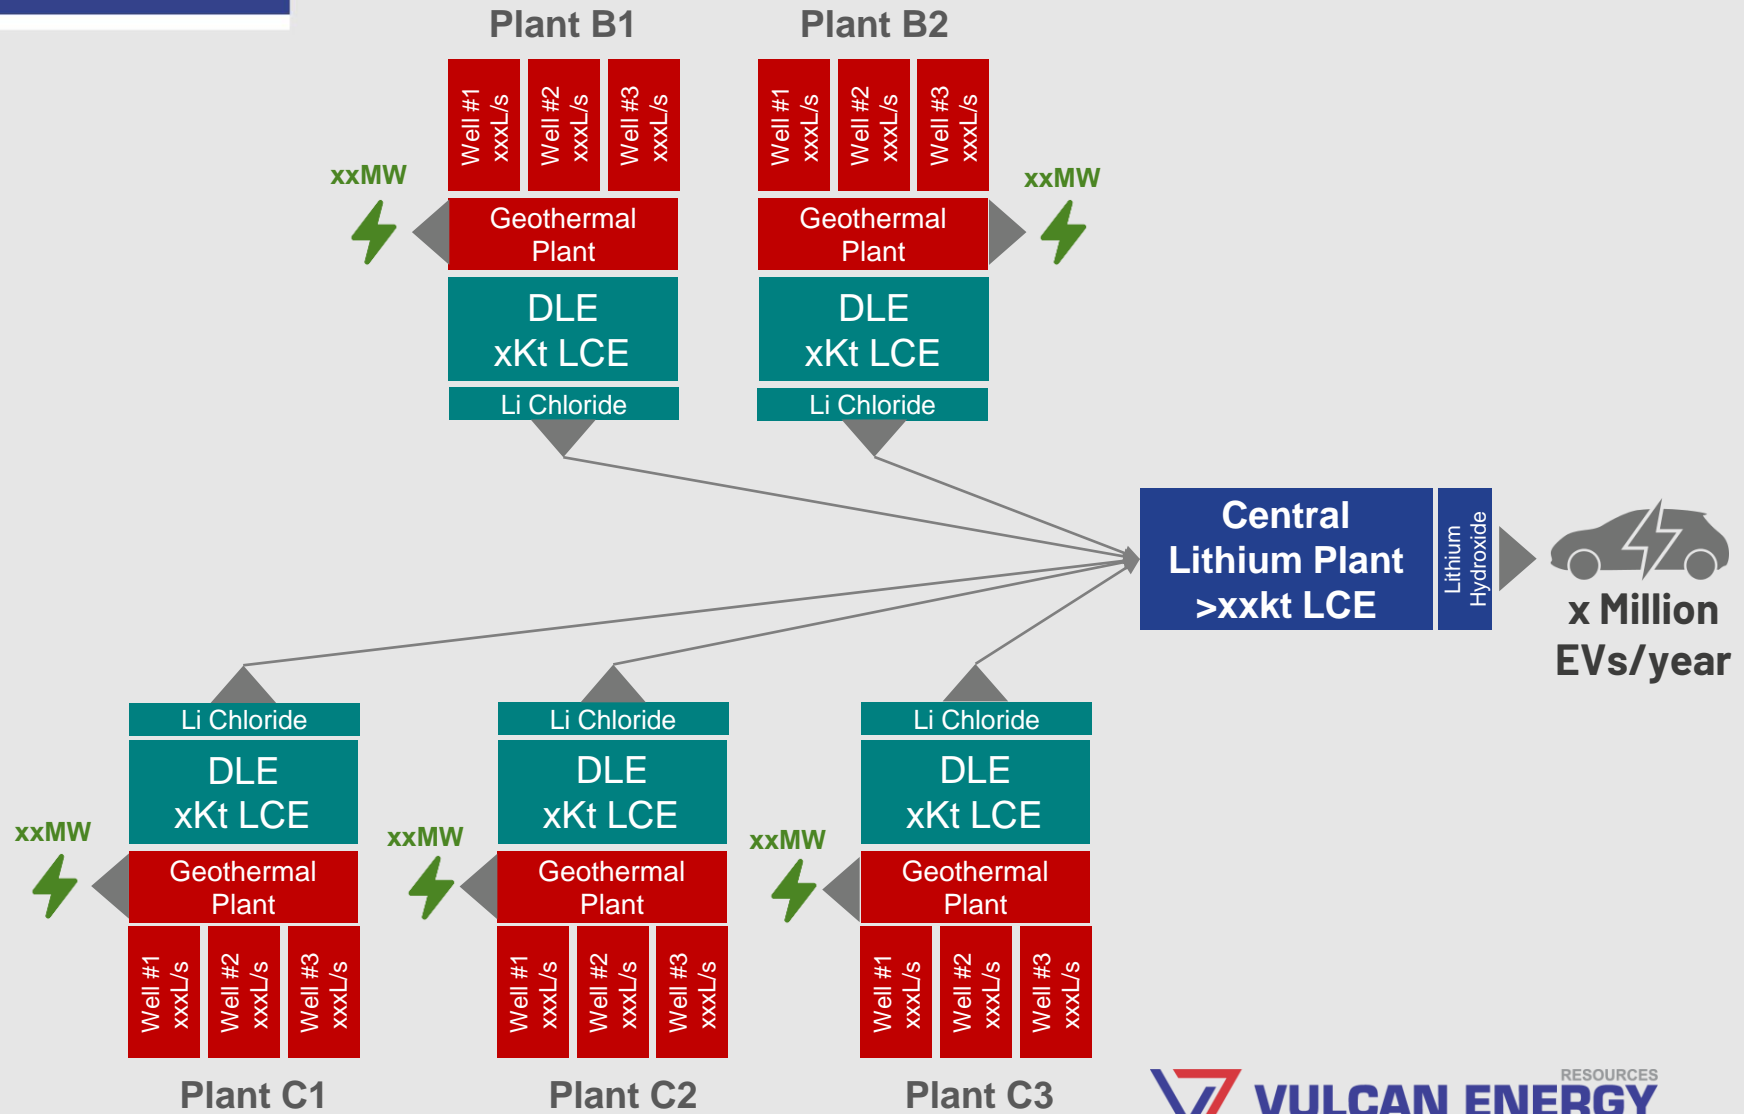 Plant B1
Plant B2
Well #1
xxxL/s
Well #2
xxxL/s
Well #3
xxxL/s
Well #1
xxxL/s
Well #2
xxxL/s
Well #3
xxxL/s
xxMW
xxMW
Geothermal
Plant
Geothermal
Plant
DLE
xKt LCE
DLE
xKt LCE
Li Chloride
Li Chloride
Central
Lithium Plant
>xxkt LCE
Lithium
Hydroxide
x Million
EVs/year
Li Chloride
Li Chloride
Li Chloride
DLE
xKt LCE
DLE
xKt LCE
DLE
xKt LCE
xxMW
xxMW
xxMW
Geothermal
Plant
Geothermal
Plant
Geothermal
Plant
Well #1
xxxL/s
Well #2
xxxL/s
Well #3
xxxL/s
Well #1
xxxL/s
Well #2
xxxL/s
Well #3
xxxL/s
Well #1
xxxL/s
Well #2
xxxL/s
Well #3
xxxL/s
Plant C1
Plant C2
Plant C3
RESOURCES
VULCAN ENERGY